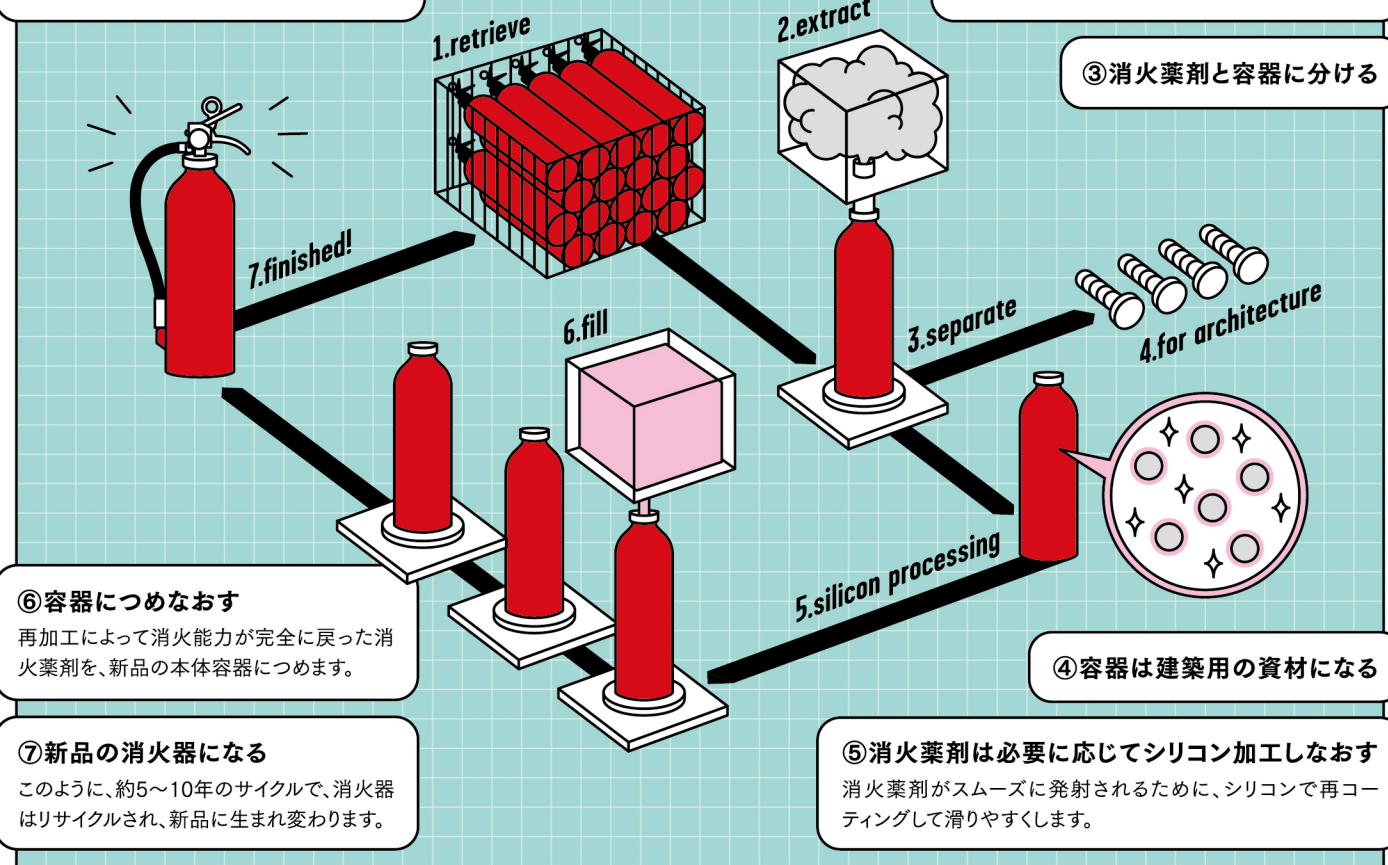 1.retrieve
2.extract
③消火薬剤と容器に分ける
7.finished!
6.fill
3.separate
4.for architecture
5.silicon processing
⑥容器につめなおす
再加工によって消火能力が完全に戻った消
火薬剤を、新品の本体容器につめます。
④容器は建築用の資材になる
⑦新品の消火器になる
このように、約5〜10年のサイクルで、消火器
はリサイクルされ、新品に生まれ変わります。
⑤消火薬剤は必要に応じてシリコン加工しなおす
消火薬剤がスムーズに発射されるために、シリコンで再コー
ティングして滑りやすくします。